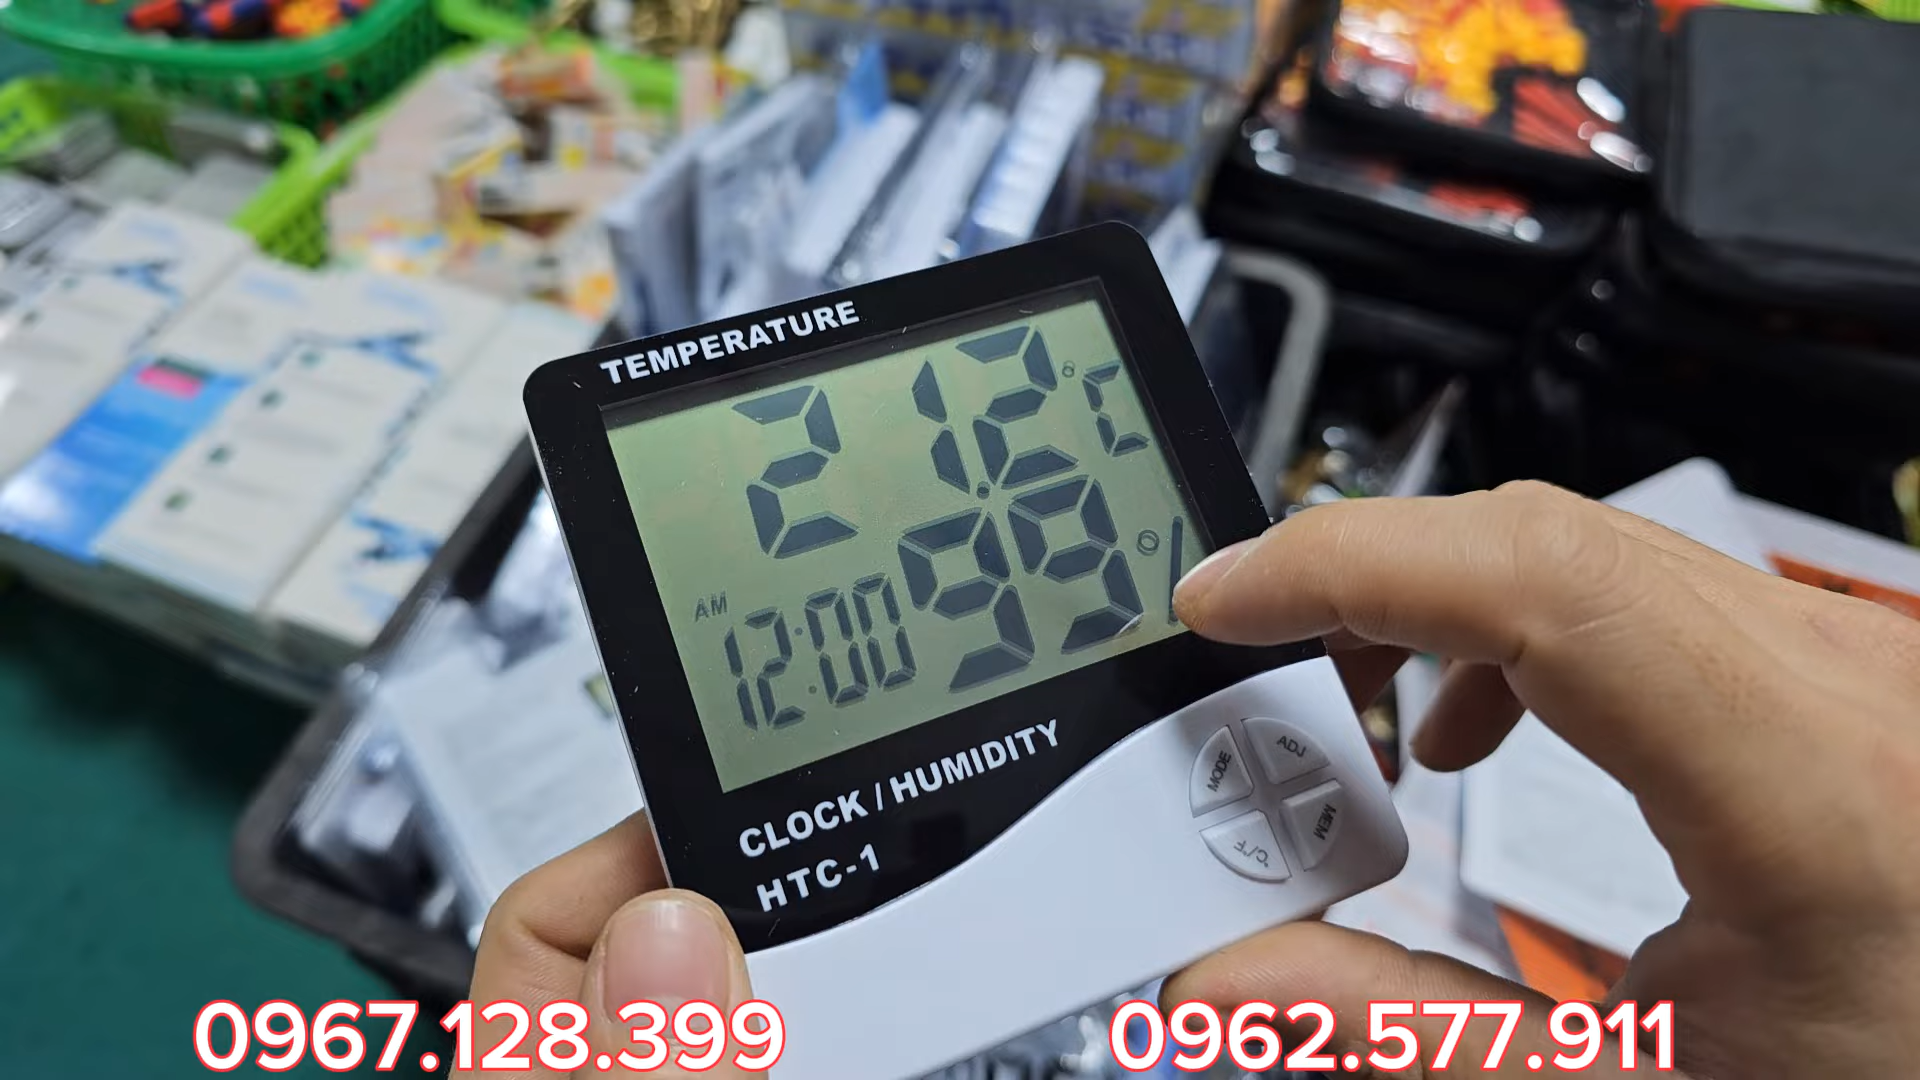 TEMPERATURE
21.2 °C
AM
12:00
99 %
CLOCK / HUMIDITY
HTC-1
MODE
ADJ
MEM
°C/°F
0967.128.399
0962.577.911